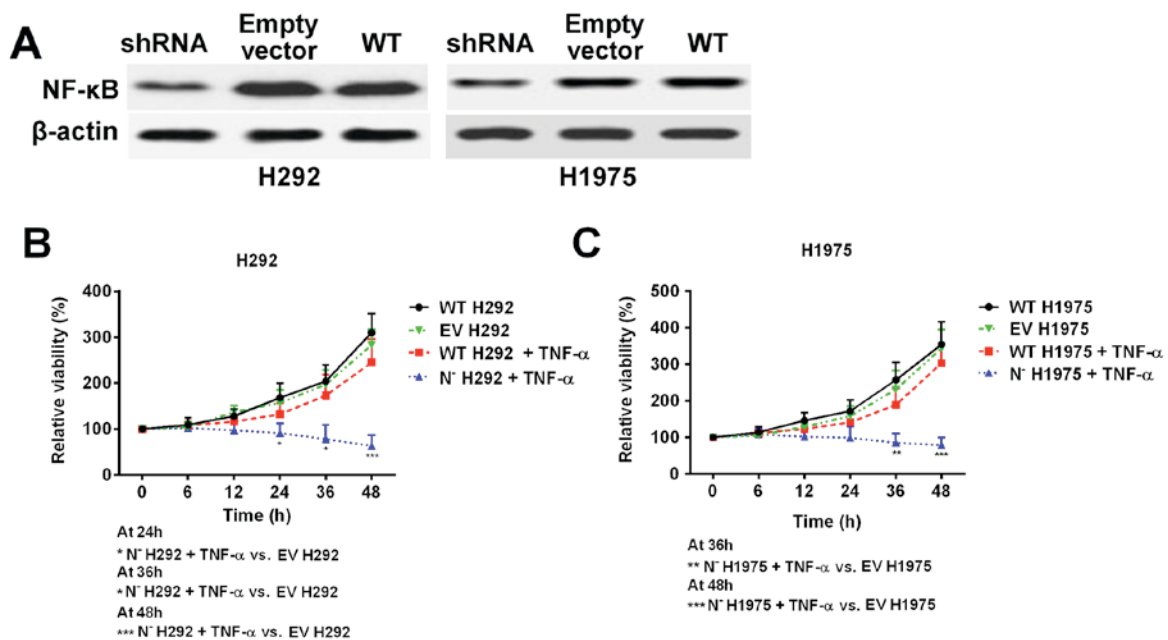 A
shRNA Empty vector WT shRNA Empty vector WT
NF-κB
β-actin
H292 H1975
B
H292
Relative viability (%)
400
300
200
100
0
0 6 12 24 36 48
Time (h)
WT H292
EV H292
WT H292 + TNF-α
N⁻ H292 + TNF-α
* * ***
At 24h
* N⁻ H292 + TNF-α vs. EV H292
At 36h
* N⁻ H292 + TNF-α vs. EV H292
At 48h
*** N⁻ H292 + TNF-α vs. EV H292
C
H1975
Relative viability (%)
500
400
300
200
100
0
0 6 12 24 36 48
Time (h)
WT H1975
EV H1975
WT H1975 + TNF-α
N⁻ H1975 + TNF-α
** ***
At 36h
** N⁻ H1975 + TNF-α vs. EV H1975
At 48h
*** N⁻ H1975 + TNF-α vs. EV H1975